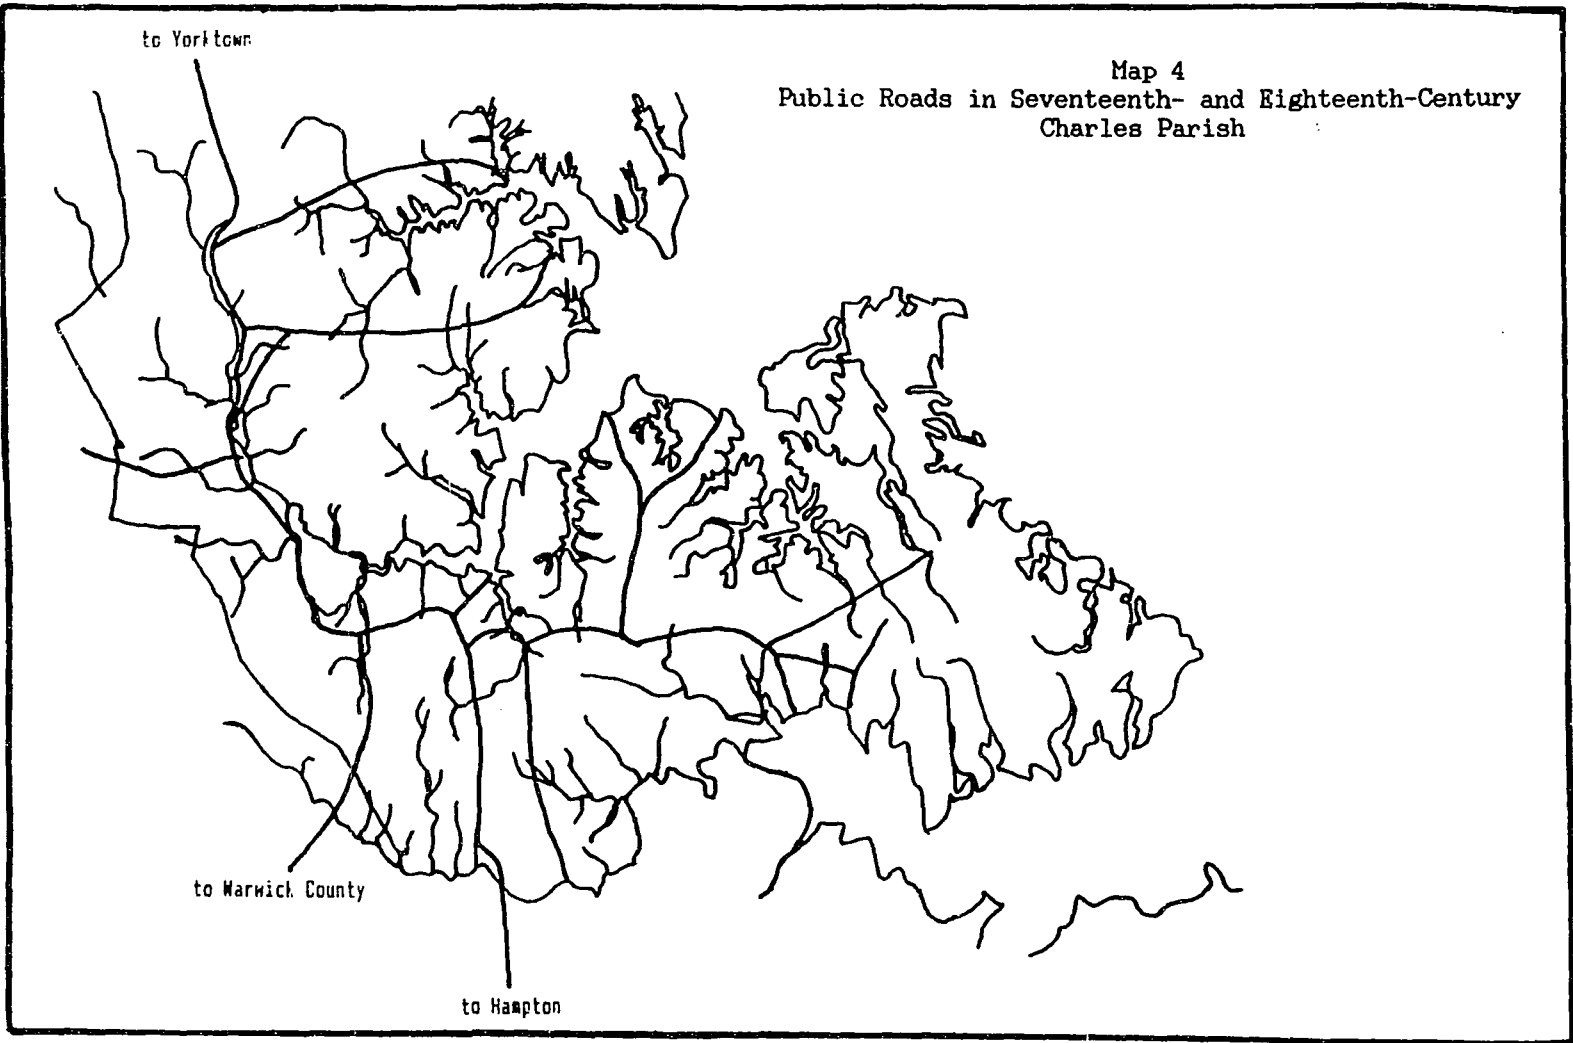 to Yorktown
Map 4
Public Roads in Seventeenth- and Eighteenth-Century
Charles Parish
to Warwick County
to Hampton